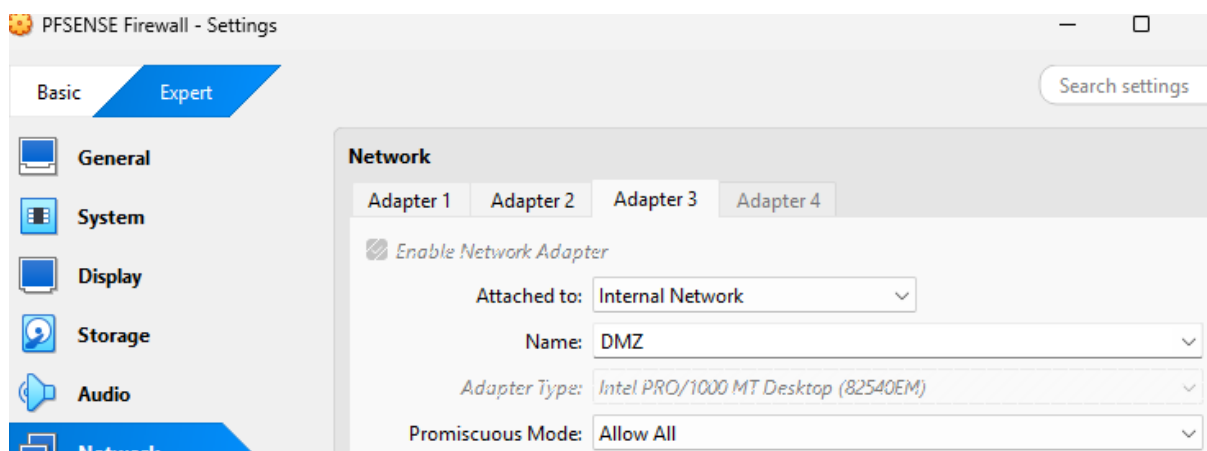 PFSENSE Firewall - Settings
Basic Expert Search settings
General
System
Display
Storage
Audio
Network
Network
Adapter 1 Adapter 2 Adapter 3 Adapter 4
Enable Network Adapter
Attached to: Internal Network
Name: DMZ
Adapter Type: Intel PRO/1000 MT Desktop (82540EM)
Promiscuous Mode: Allow All